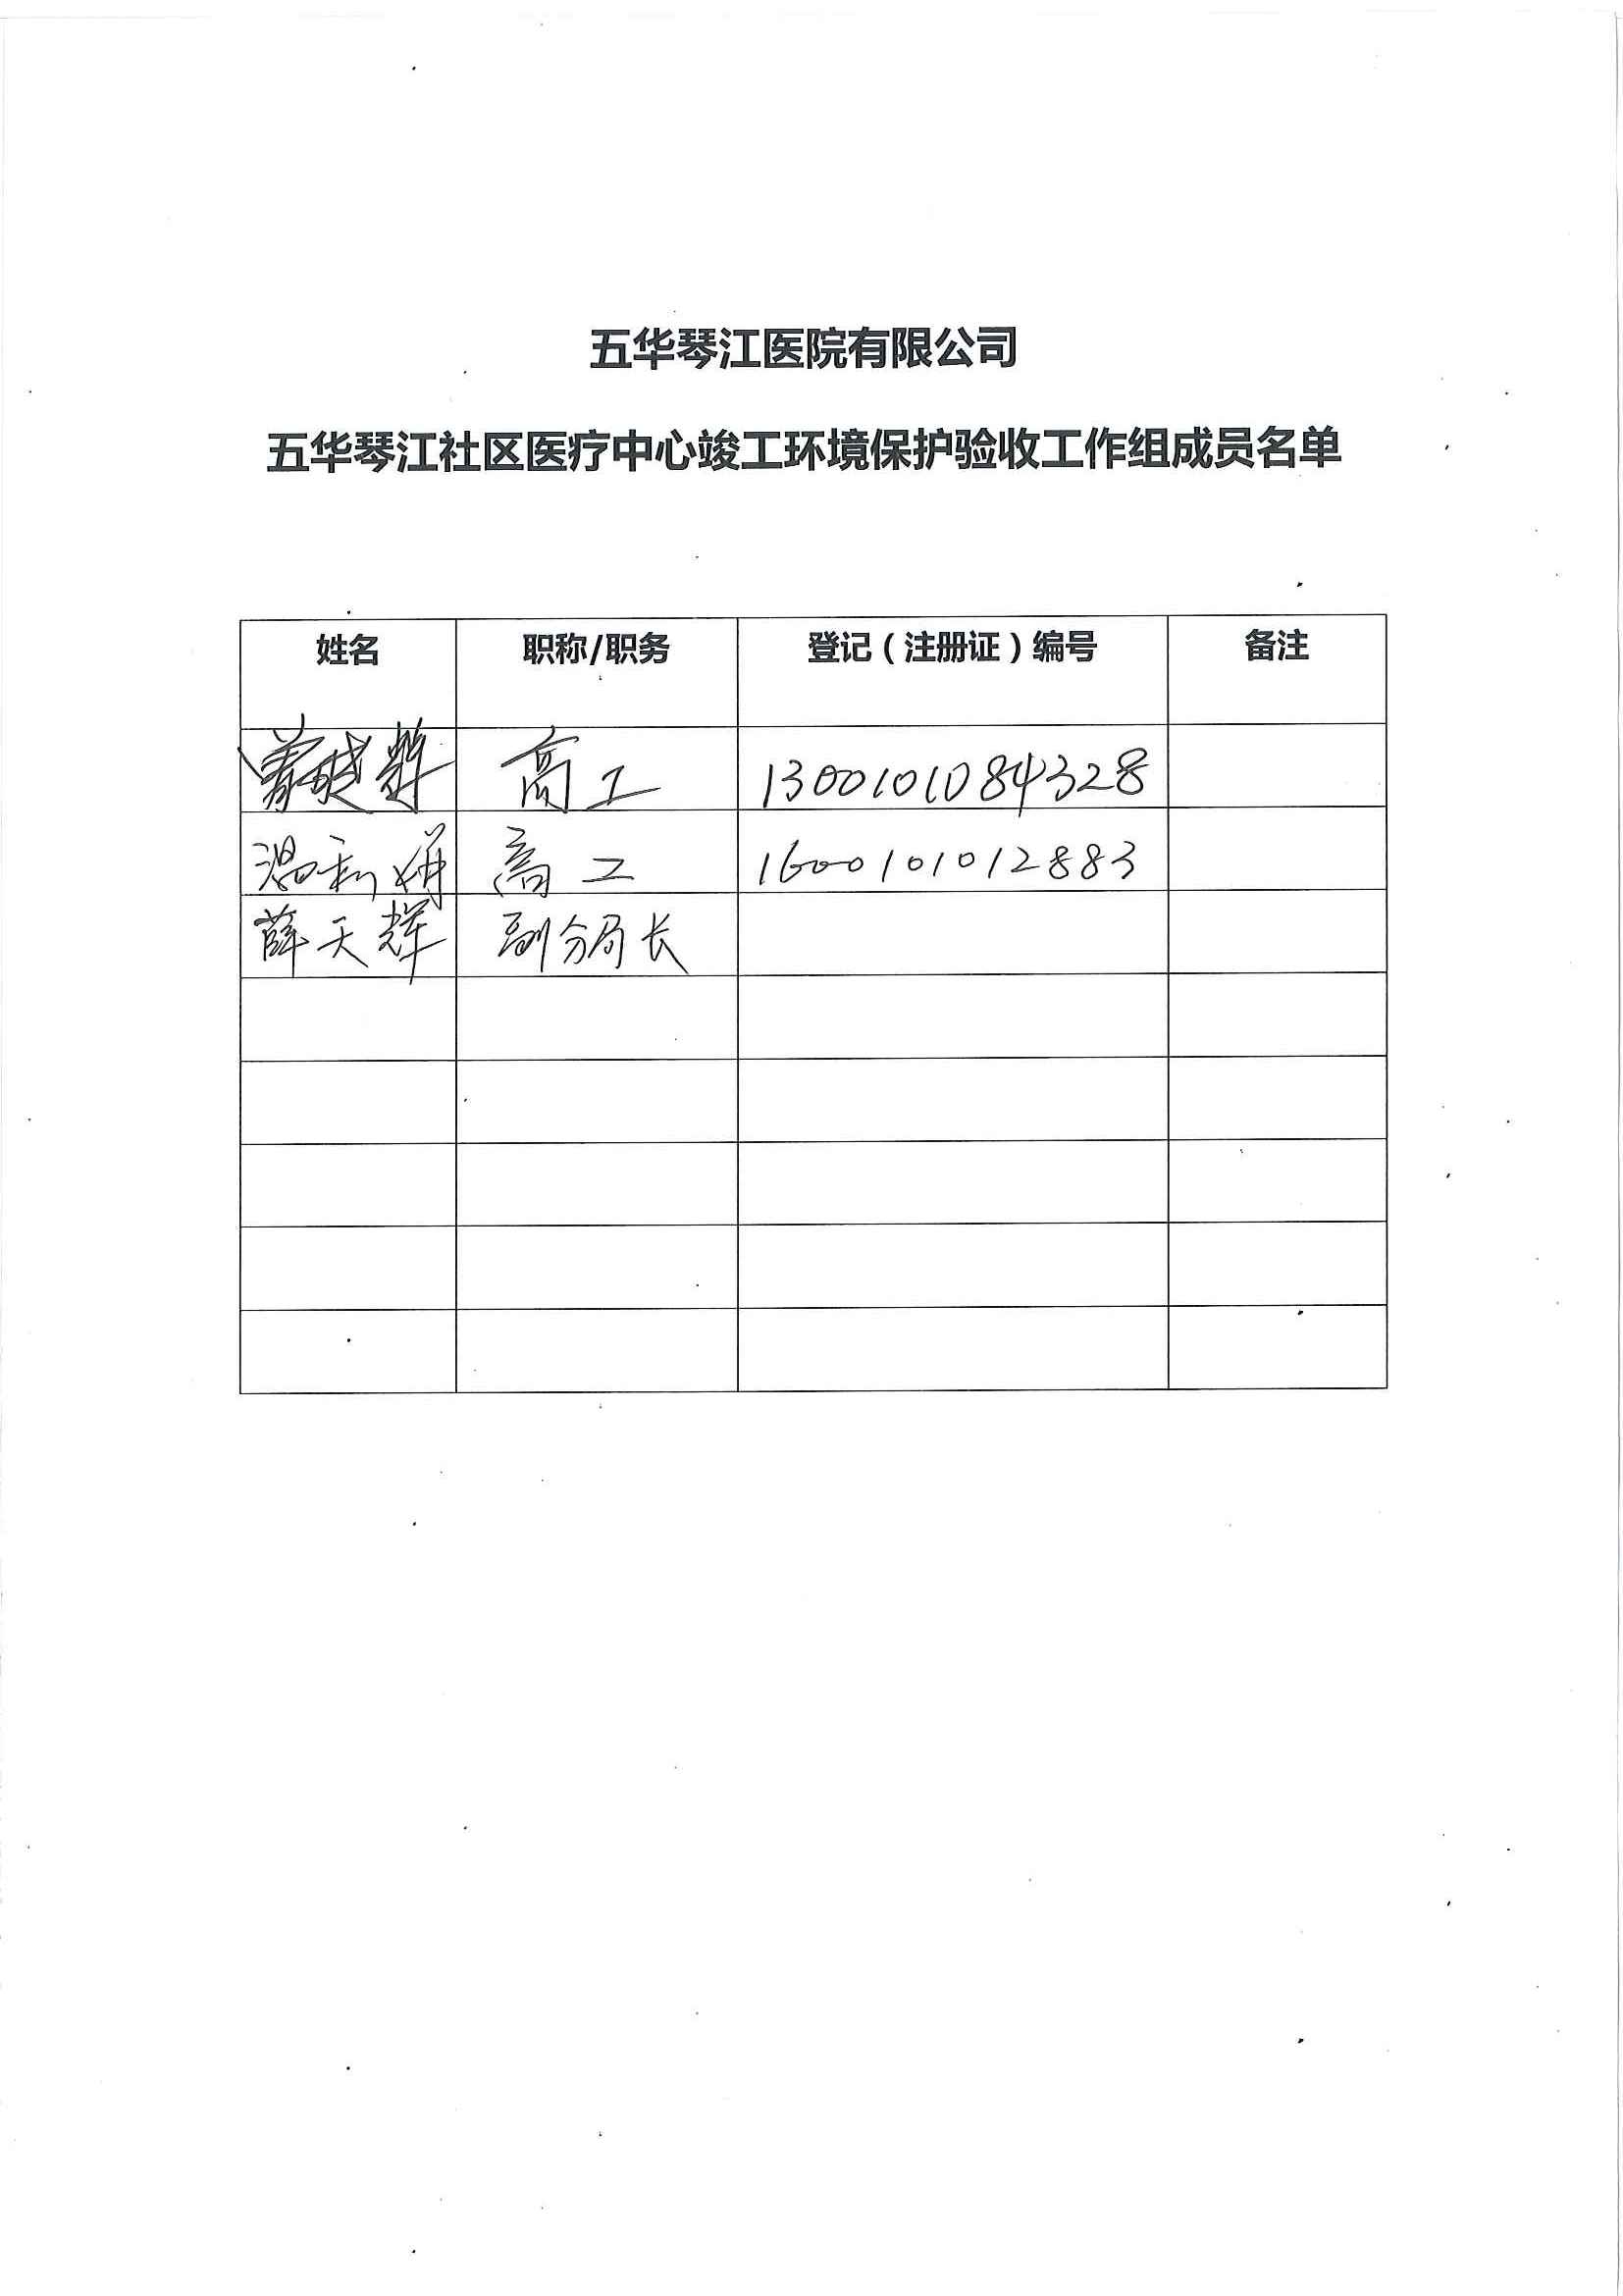 五华琴江医院有限公司
五华琴江社区医疗中心竣工环境保护验收工作组成员名单
姓名 职称/职务 登记（注册证）编号 备注
高工 1300101084328
温利 高工 1600101012883
薛天辉 副分局长